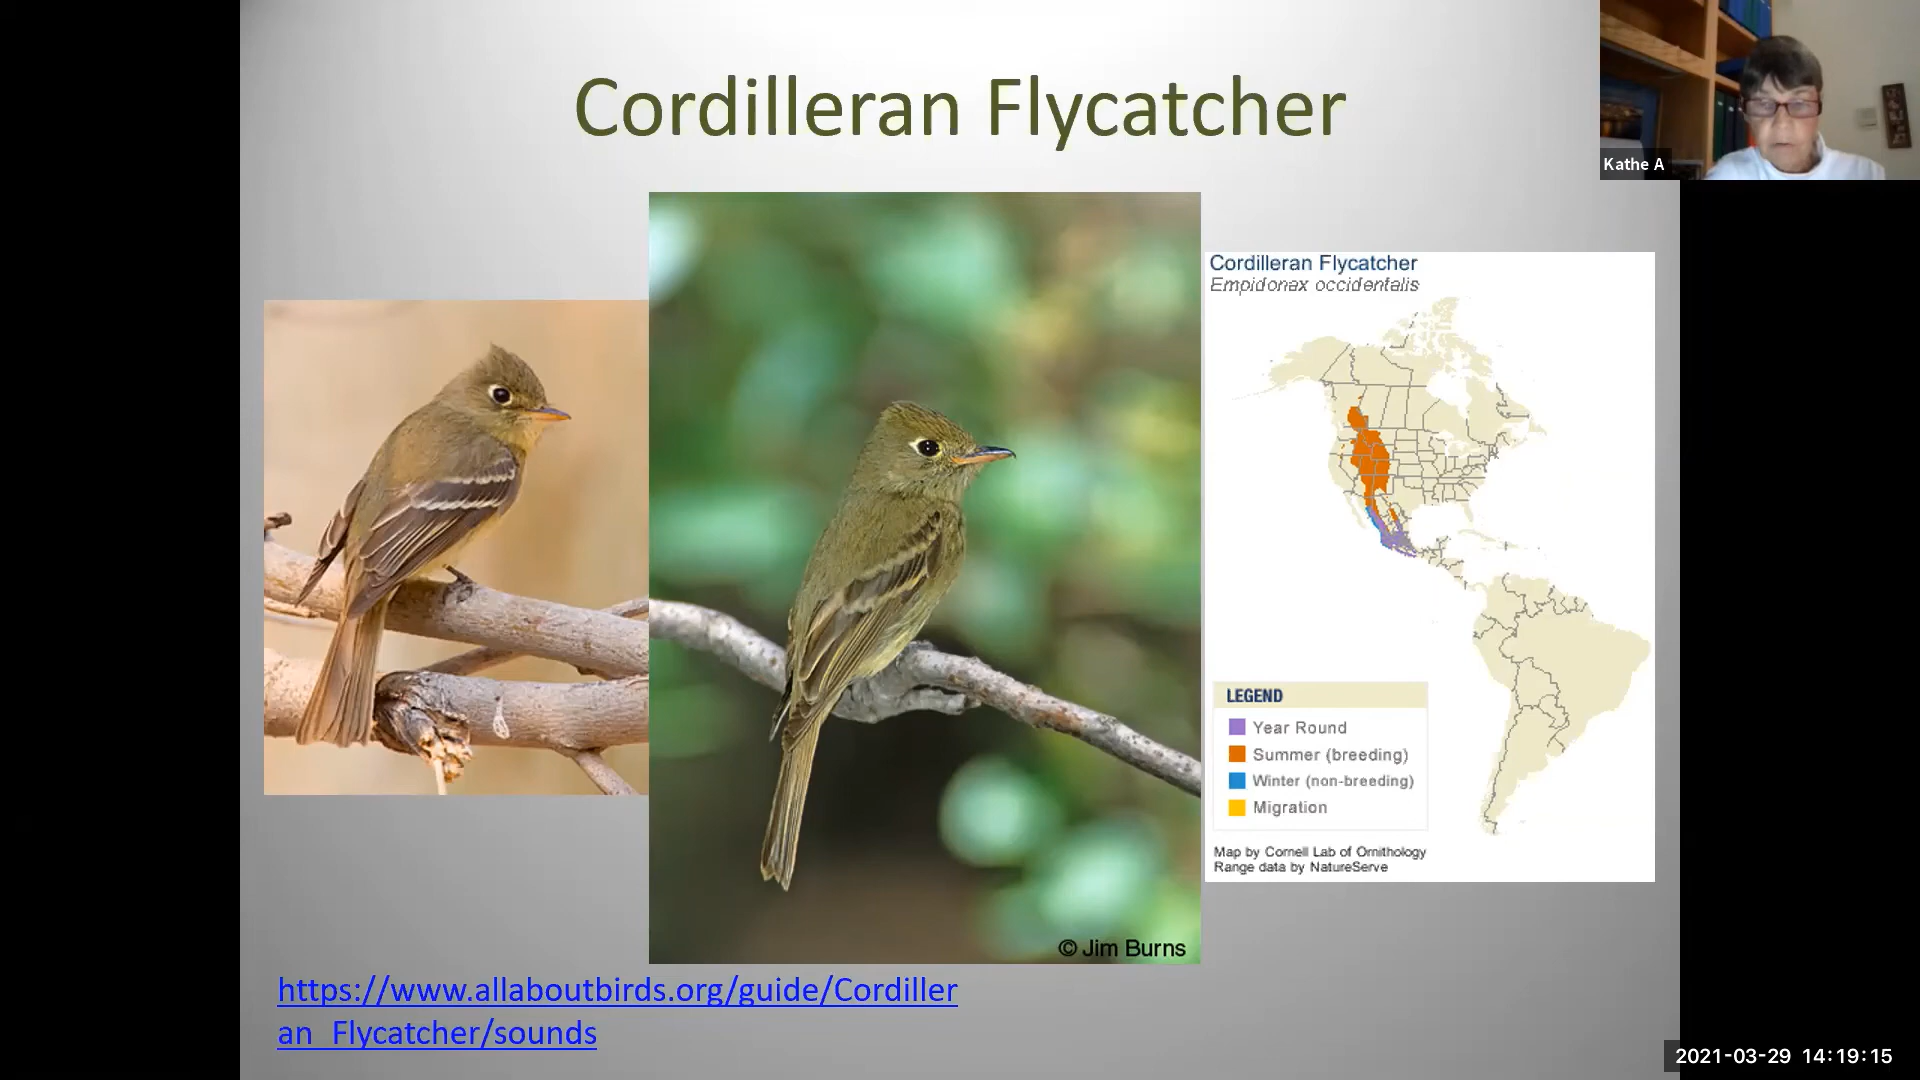 Cordilleran Flycatcher
Kathe A
Cordilleran Flycatcher
Empidonax occidentalis
LEGEND
Year Round
Summer (breeding)
Winter (non-breeding)
Migration
Map by Cornell Lab of Ornithology
Range data by NatureServe
© Jim Burns
https://www.allaboutbirds.org/guide/Cordiller
an_Flycatcher/sounds
2021-03-29 14:19:15